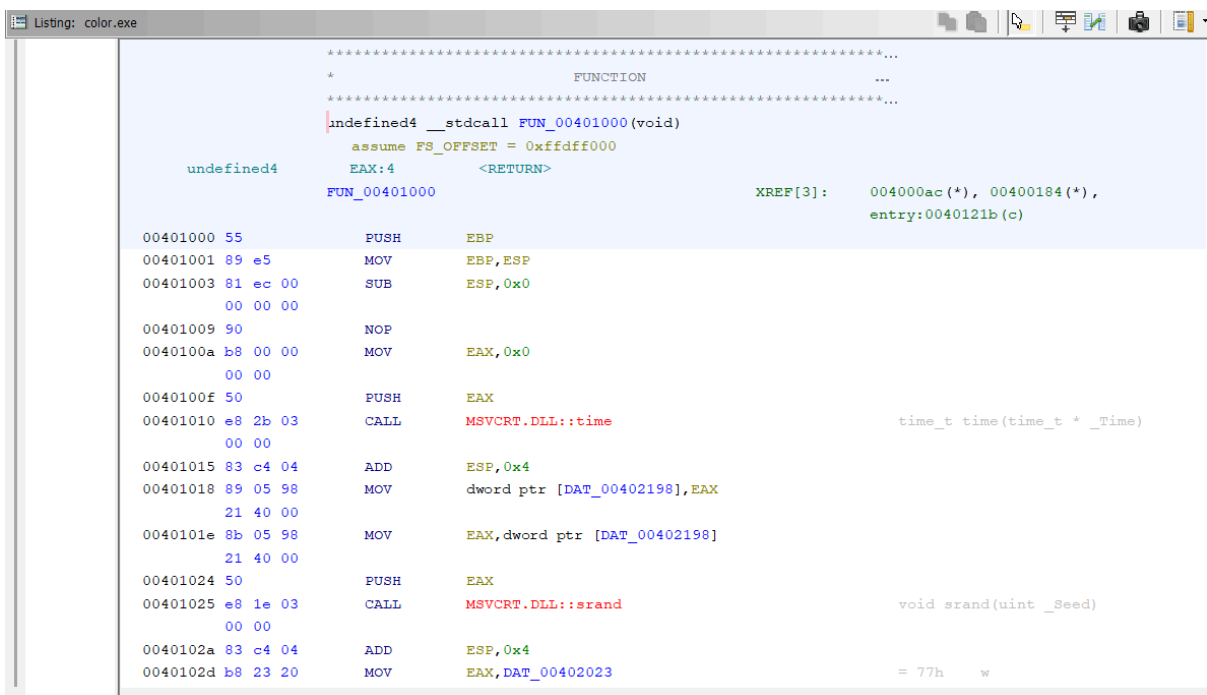 Listing: color.exe
**************************************************************...
* FUNCTION ...
**************************************************************...
undefined4 __stdcall FUN_00401000(void)
assume FS_OFFSET = 0xffdff000
undefined4 EAX:4 <RETURN>
FUN_00401000 XREF[3]: 004000ac(*), 00400184(*),
entry:0040121b(c)
00401000 55 PUSH EBP
00401001 89 e5 MOV EBP,ESP
00401003 81 ec 00 SUB ESP,0x0
00 00 00
00401009 90 NOP
0040100a b8 00 00 MOV EAX,0x0
00 00
0040100f 50 PUSH EAX
00401010 e8 2b 03 CALL MSVCRT.DLL::time time_t time(time_t * _Time)
00 00
00401015 83 c4 04 ADD ESP,0x4
00401018 89 05 98 MOV dword ptr [DAT_00402198],EAX
21 40 00
0040101e 8b 05 98 MOV EAX,dword ptr [DAT_00402198]
21 40 00
00401024 50 PUSH EAX
00401025 e8 1e 03 CALL MSVCRT.DLL::srand void srand(uint _Seed)
00 00
0040102a 83 c4 04 ADD ESP,0x4
0040102d b8 23 20 MOV EAX,DAT_00402023 = 77h w